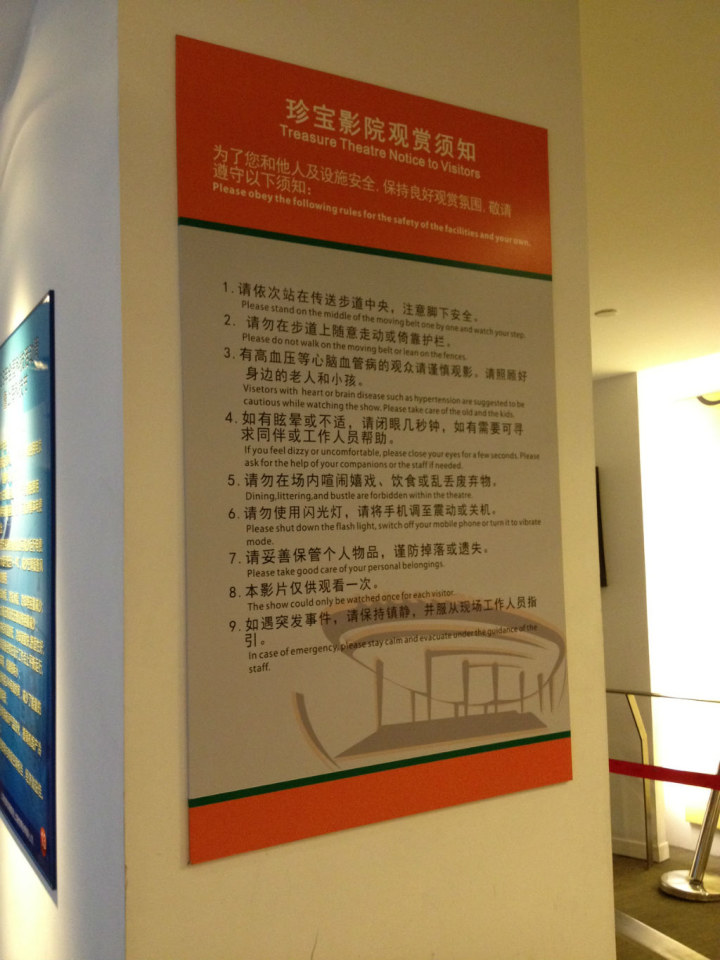 珍宝影院观赏须知
Treasure Theatre Notice to Visitors
为了您和他人及设施安全，保持良好观赏氛围，敬请
遵守以下须知：
Please obey the following rules for the safety of the facilities and your own.
1.请依次站在传送步道中央，注意脚下安全。
Please stand on the middle of the moving belt one by one and watch your step.
2. 请勿在步道上随意走动或倚靠护栏。
Please do not walk on the moving belt or lean on the fences.
3.有高血压等心脑血管病的观众请谨慎观影。请照顾好
身边的老人和小孩。
Visetors with heart or brain disease such as hypertension are suggested to be
cautious while watching the show. Please take care of the old and the kids.
4.如有眩晕或不适，请闭眼几秒钟，如有需要可寻
求同伴或工作人员帮助。
If you feel dizzy or uncomfortable, please close your eyes for a few seconds. Please
ask for the help of your companions or the staff if needed.
5.请勿在场内喧闹嬉戏、饮食或乱丢废弃物。
Dining,littering,and bustle are forbidden within the theatre.
6.请勿使用闪光灯，请将手机调至震动或关机。
Please shut down the flash light, switch off your mobile phone or turn it to vibrate
mode.
7.请妥善保管个人物品，谨防掉落或遗失。
Please take good care of your personal belongings.
8.本影片仅供观看一次。
The show could only be watched once for each visitor.
9.如遇突发事件，请保持镇静，并服从现场工作人员指
引。
In case of emergency, please stay calm and evacuate under the guidance of the
staff.